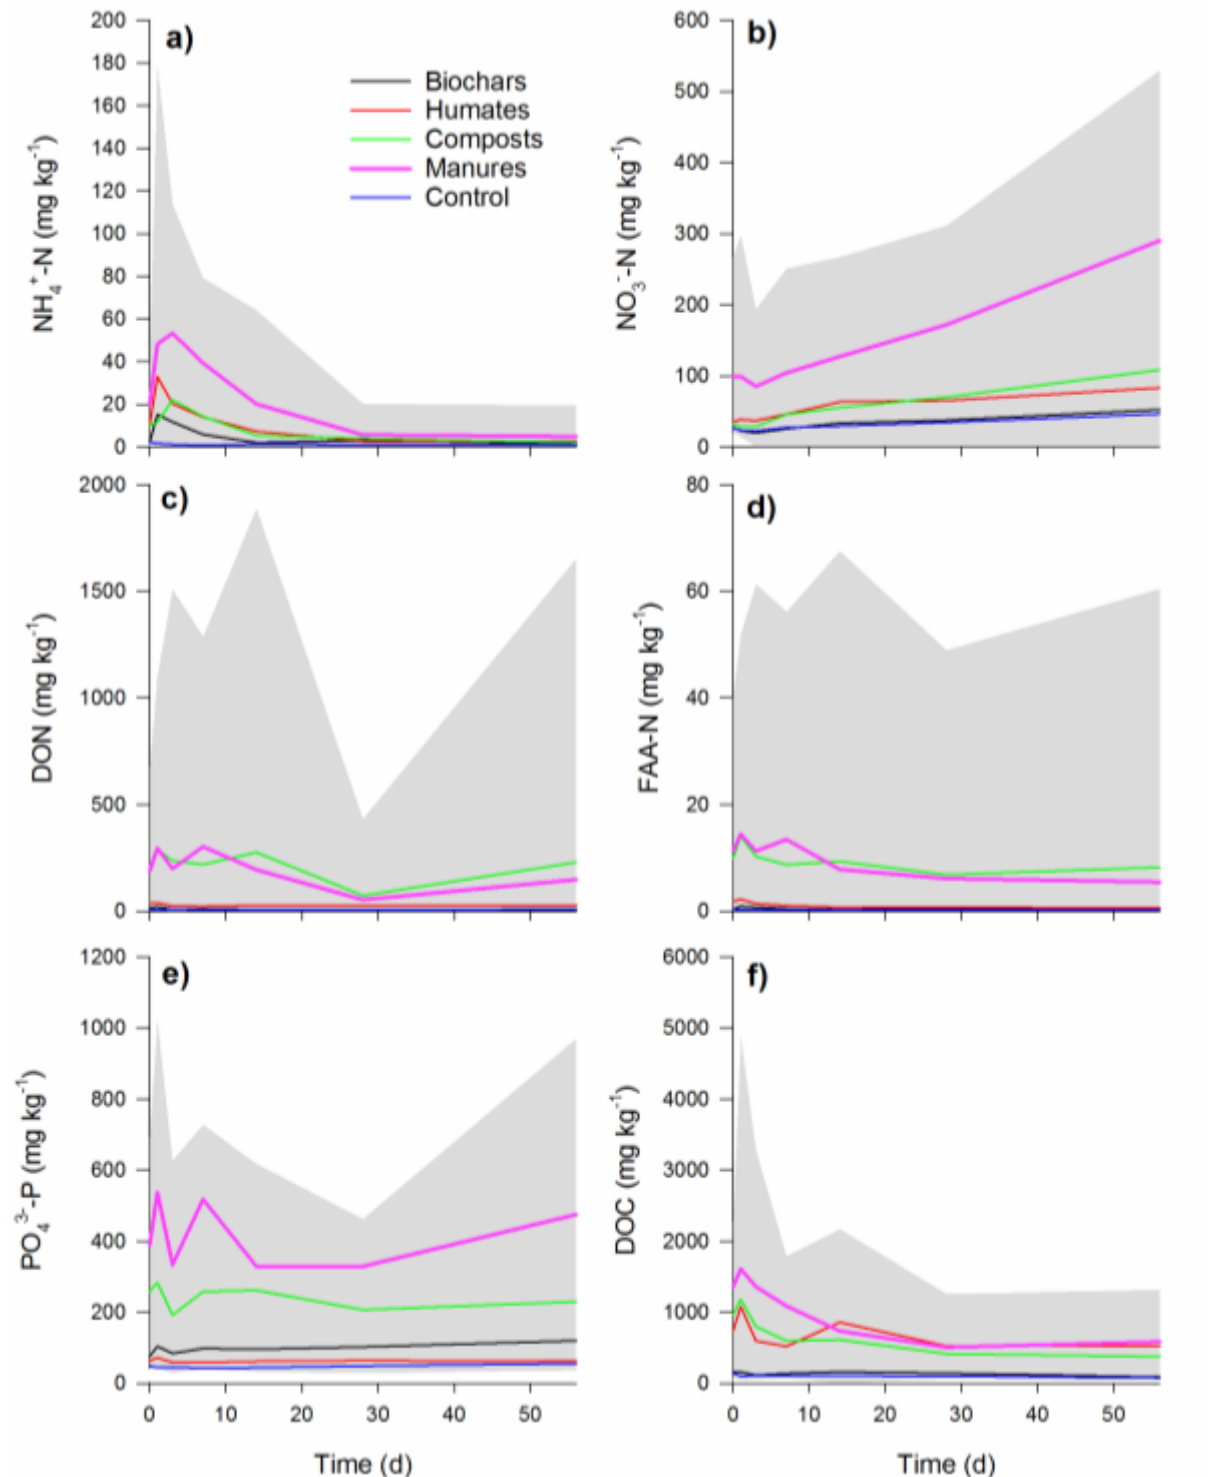 a)
200
180
160
140
120
100
80
60
40
20
0
NH₄⁺-N (mg kg⁻¹)
Biochars
Humates
Composts
Manures
Control
b)
600
500
400
300
200
100
0
NO₃⁻-N (mg kg⁻¹)
c)
2000
1500
1000
500
0
DON (mg kg⁻¹)
d)
80
60
40
20
0
FAA-N (mg kg⁻¹)
e)
1200
1000
800
600
400
200
0
PO₄³⁻-P (mg kg⁻¹)
0 10 20 30 40 50
Time (d)
f)
6000
5000
4000
3000
2000
1000
0
DOC (mg kg⁻¹)
0 10 20 30 40 50
Time (d)